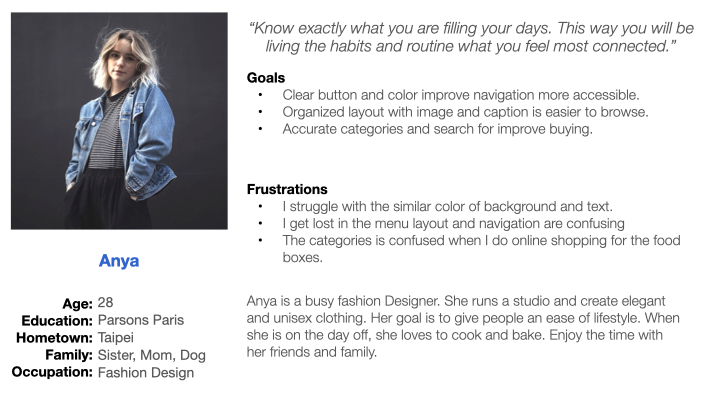 “Know exactly what you are filling your days. This way you will be
living the habits and routine what you feel most connected.”
Goals
• Clear button and color improve navigation more accessible.
• Organized layout with image and caption is easier to browse.
• Accurate categories and search for improve buying.
Frustrations
• I struggle with the similar color of background and text.
• I get lost in the menu layout and navigation are confusing
• The categories is confused when I do online shopping for the food
boxes.
Anya
Age: 28
Education: Parsons Paris
Hometown: Taipei
Family: Sister, Mom, Dog
Occupation: Fashion Design
Anya is a busy fashion Designer. She runs a studio and create elegant
and unisex clothing. Her goal is to give people an ease of lifestyle. When
she is on the day off, she loves to cook and bake. Enjoy the time with
her friends and family.